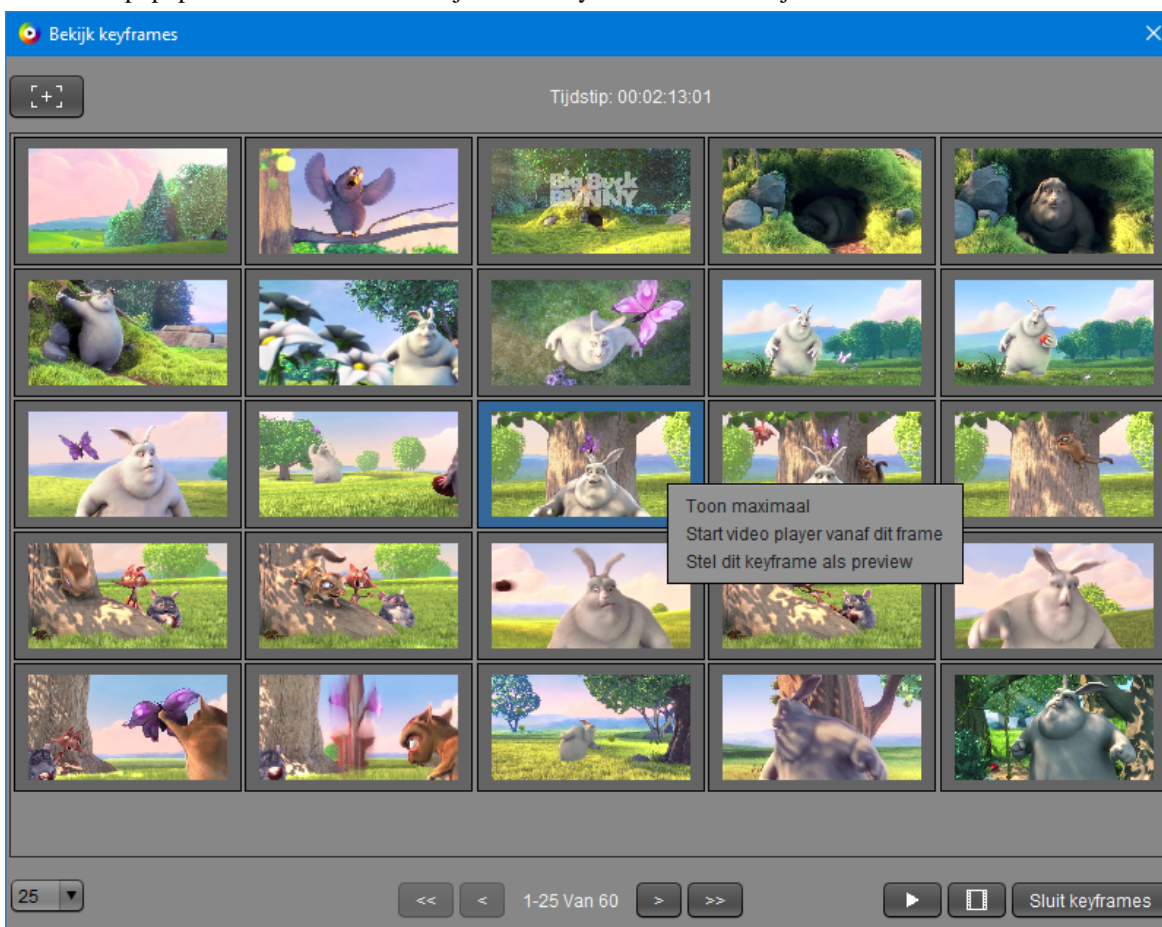 Bekijk keyframes
Tijdstip: 00:02:13:01
Big Buck
BUNNY
Toon maximaal
Start video player vanaf dit frame
Stel dit keyframe als preview
25
<<
<
1-25 Van 60
>
>>
Sluit keyframes